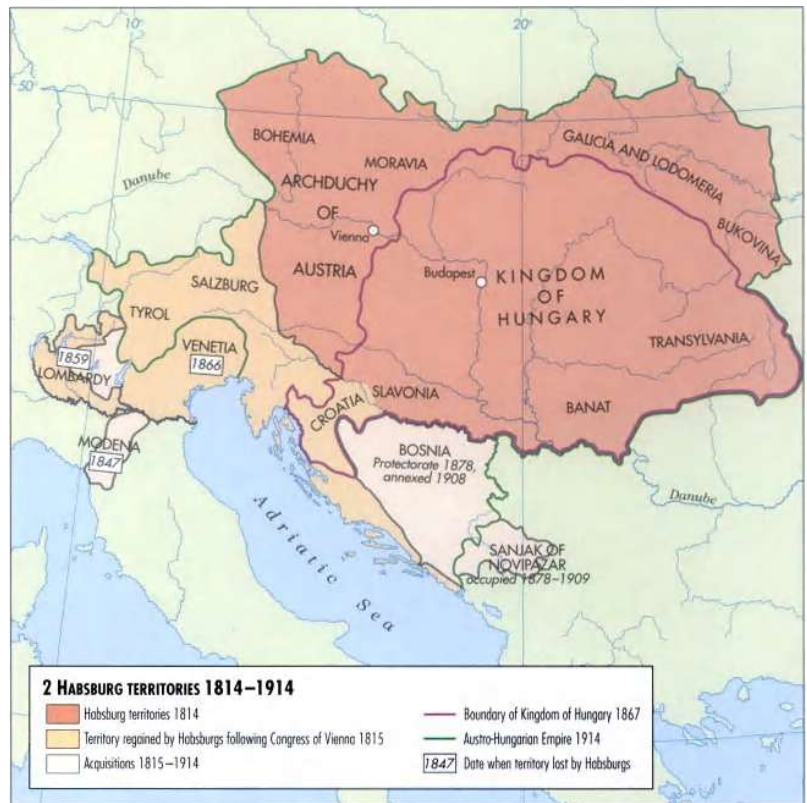 10°
20°
50°
BOHEMIA
MORAVIA
GALICIA AND LODOMERIA
Danube
ARCHDUCHY
OF
Vienna
AUSTRIA
BUKOVINA
Budapest
KINGDOM
OF
HUNGARY
SALZBURG
TYROL
TRANSYLVANIA
VENETIA
1866
1859
LOMBARDY
SLAVONIA
CROATIA
BANAT
MODENA
1847
BOSNIA
Protectorate 1878,
annexed 1908
Danube
Adriatic Sea
SANJAK OF
NOVIPAZAR
occupied 1878–1909
2 HABSBURG TERRITORIES 1814–1914
Habsburg territories 1814
Territory regained by Habsburgs following Congress of Vienna 1815
Acquisitions 1815–1914
Boundary of Kingdom of Hungary 1867
Austro-Hungarian Empire 1914
1847 Date when territory lost by Habsburgs